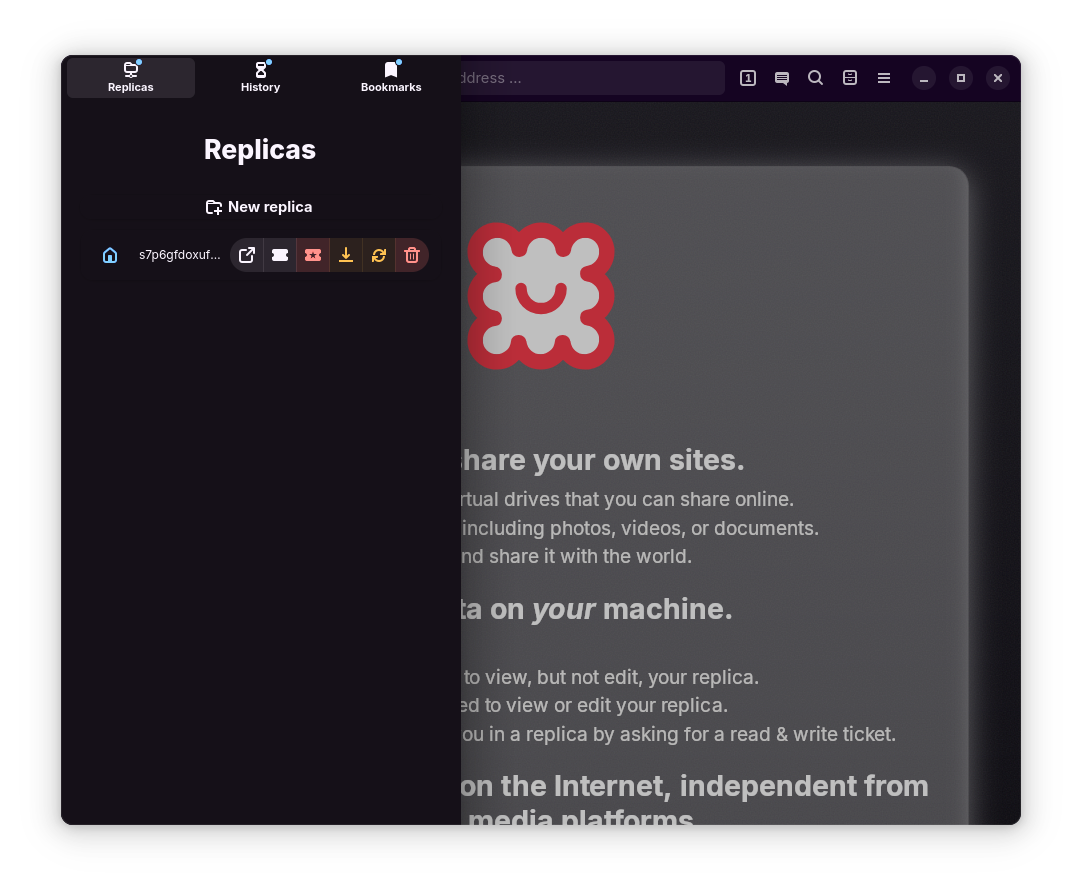 Replicas
History
Bookmarks
ddress ...
1
Replicas
New replica
s7p6gfdoxuf...
share your own sites.
rtual drives that you can share online.
including photos, videos, or documents.
nd share it with the world.
ta on your machine.
to view, but not edit, your replica.
ed to view or edit your replica.
ou in a replica by asking for a read & write ticket.
on the Internet, independent from
media platforms